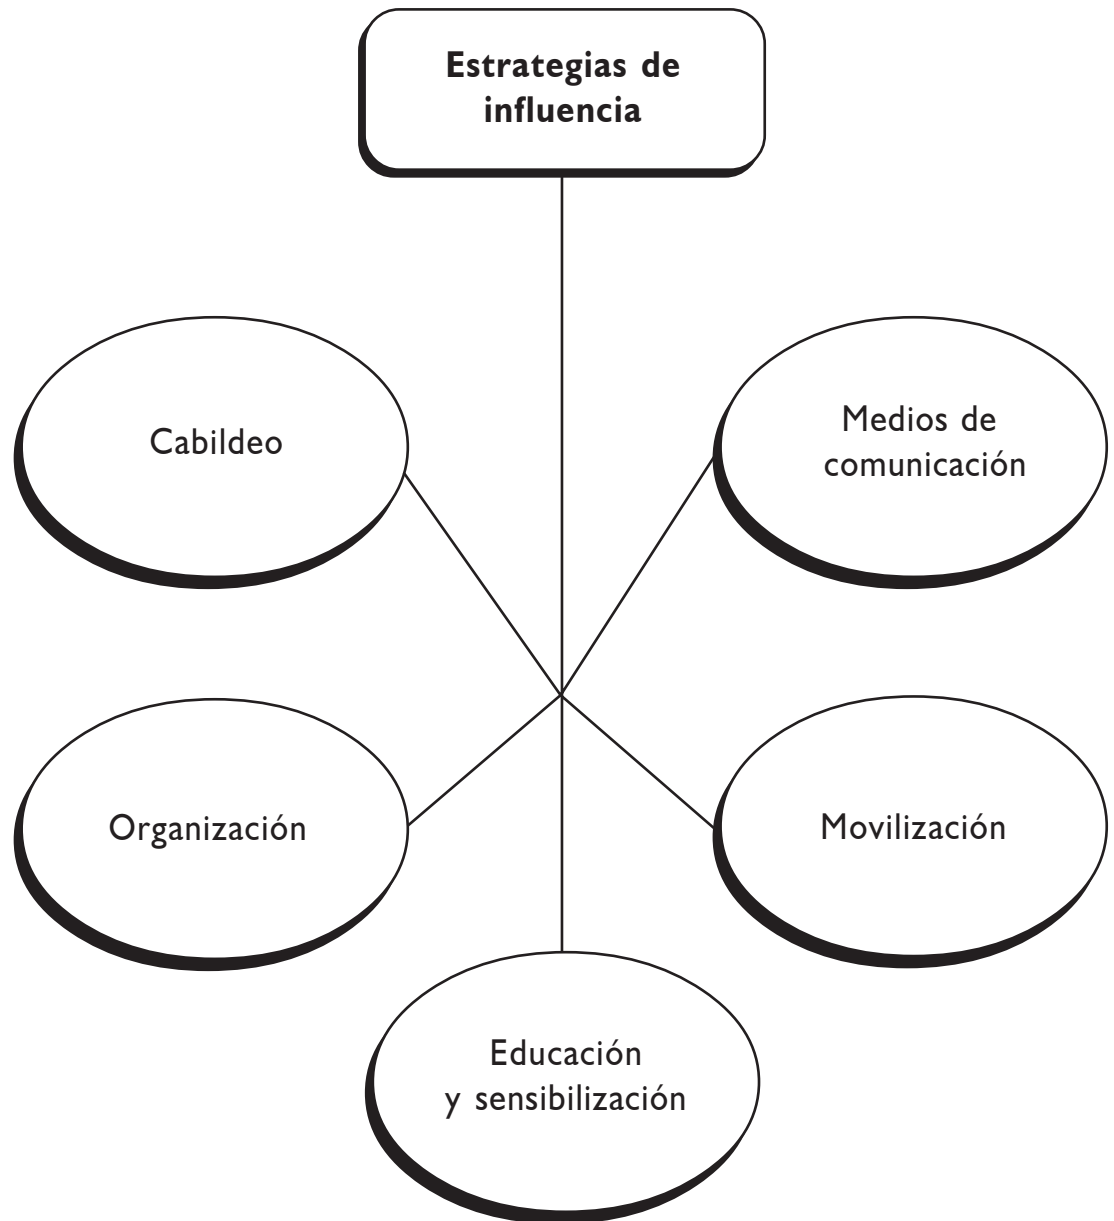 Estrategias de
influencia
Cabildeo
Medios de
comunicación
Organización
Movilización
Educación
y sensibilización